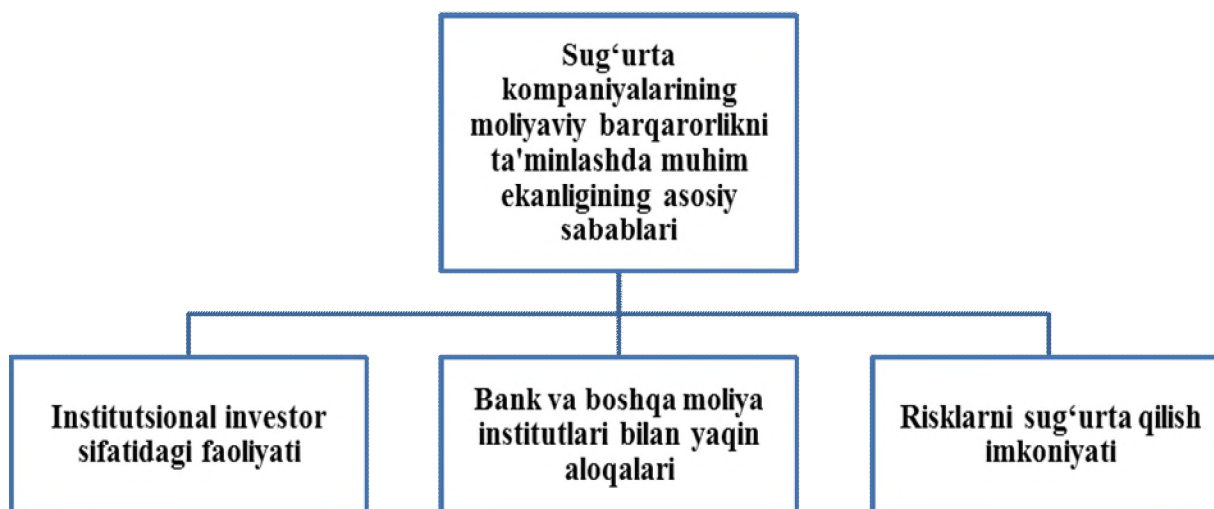 Sug‘urta
kompaniyalarining
moliyaviy barqarorlikni
ta'minlashda muhim
ekanligining asosiy
sabablari
Institutsional investor
sifatidagi faoliyati
Bank va boshqa moliya
institutlari bilan yaqin
aloqalari
Risklarni sug‘urta qilish
imkoniyati